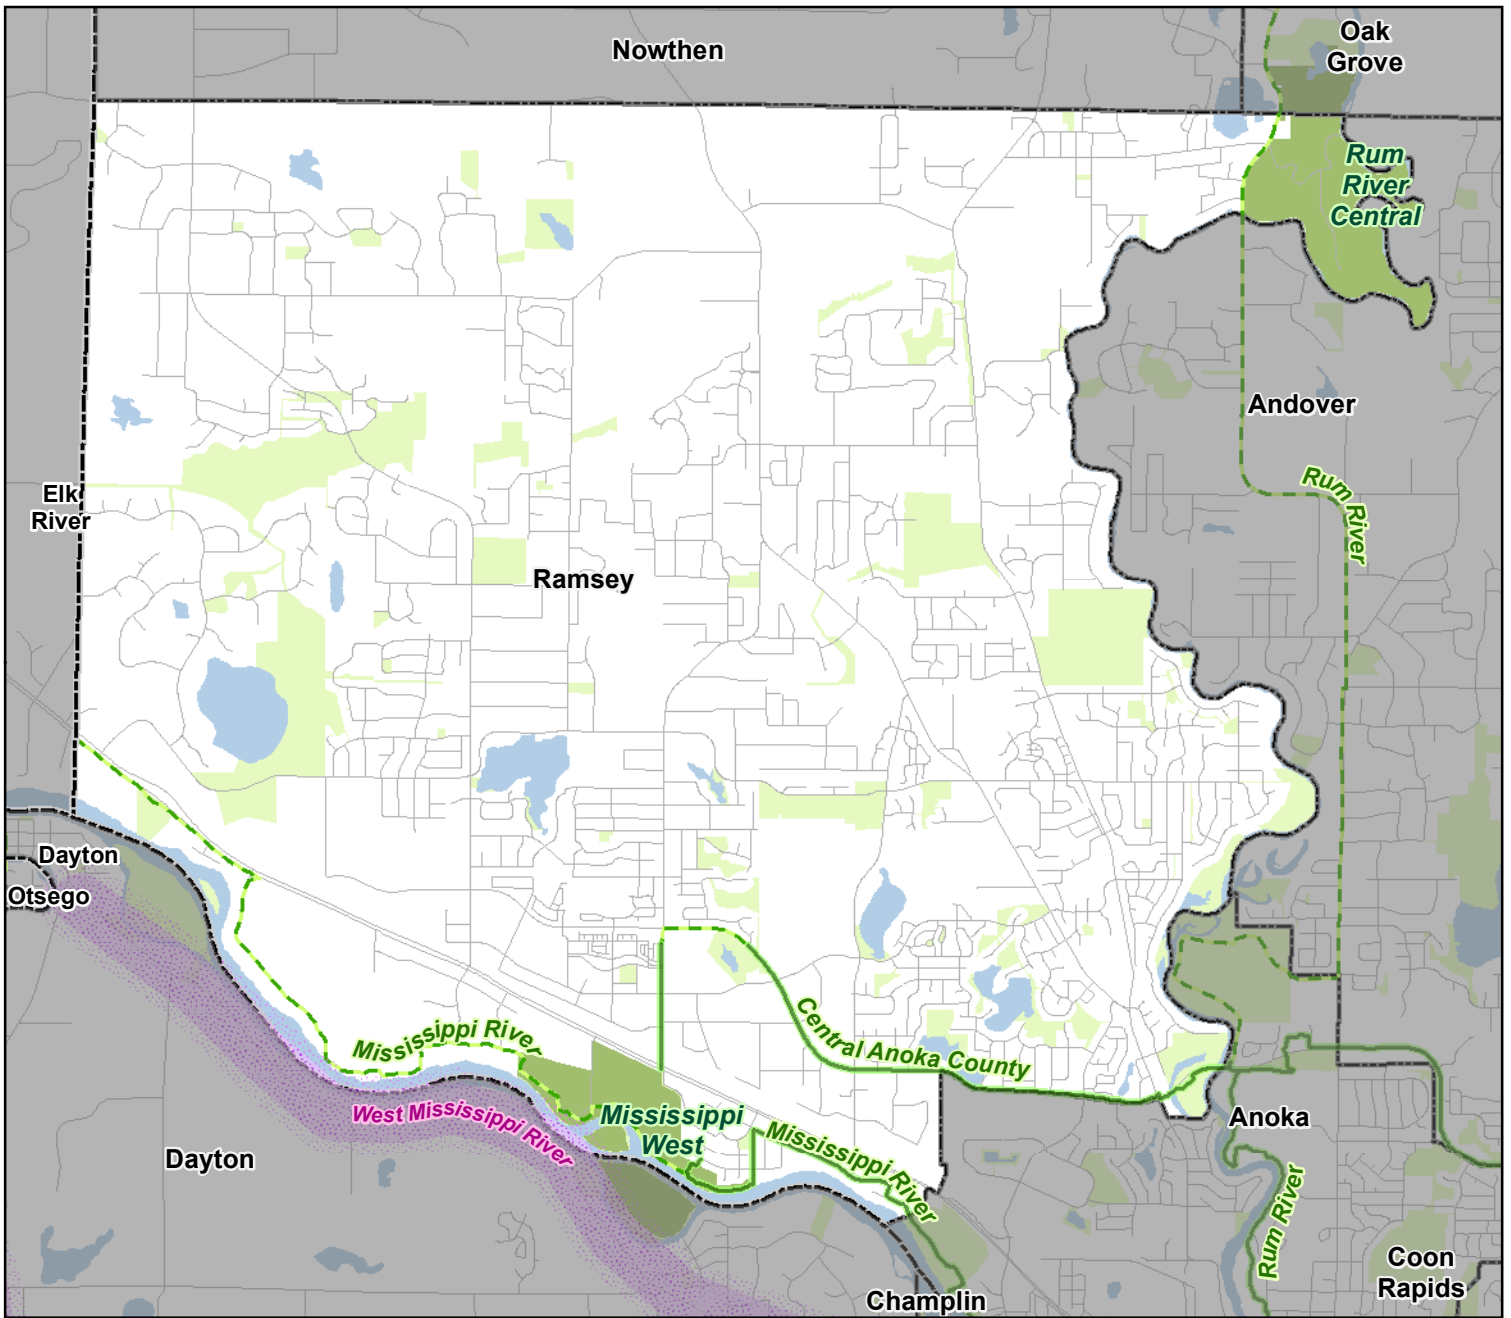 Nowthen
Oak
Grove
Rum
River
Central
Andover
Elk
River
Rum River
Ramsey
Dayton
Otsego
Central Anoka County
Mississippi River
West Mississippi River
Mississippi
West
Mississippi River
Anoka
Dayton
Rum River
Coon
Rapids
Champlin